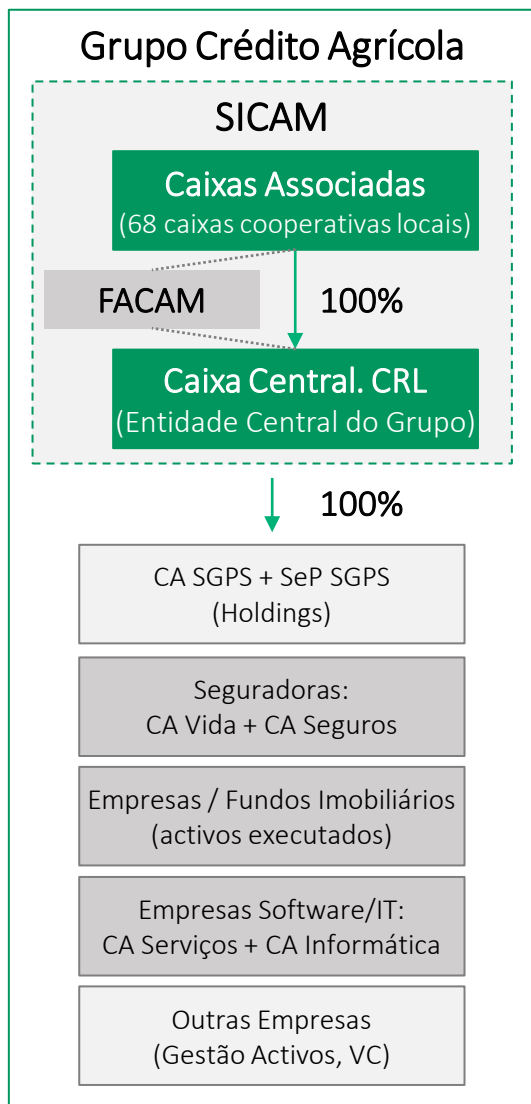 Grupo Crédito Agrícola
SICAM
Caixas Associadas
(68 caixas cooperativas locais)
FACAM
100%
Caixa Central. CRL
(Entidade Central do Grupo)
100%
CA SGPS + SeP SGPS
(Holdings)
Seguradoras:
CA Vida + CA Seguros
Empresas / Fundos Imobiliários
(activos executados)
Empresas Software/IT:
CA Serviços + CA Informática
Outras Empresas
(Gestão Activos, VC)